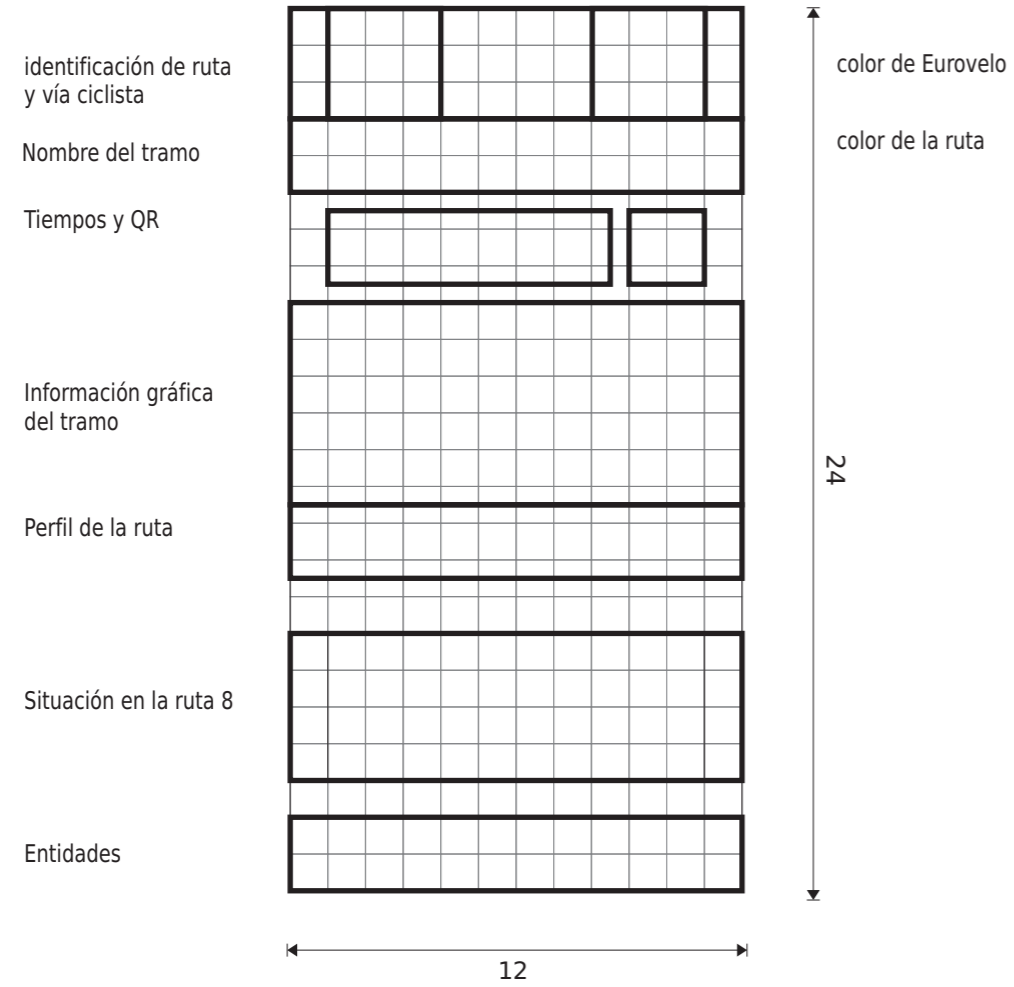 identificación de ruta
y vía ciclista
color de Eurovelo
Nombre del tramo
color de la ruta
Tiempos y QR
Información gráfica
del tramo
24
Perfil de la ruta
Situación en la ruta 8
Entidades
12